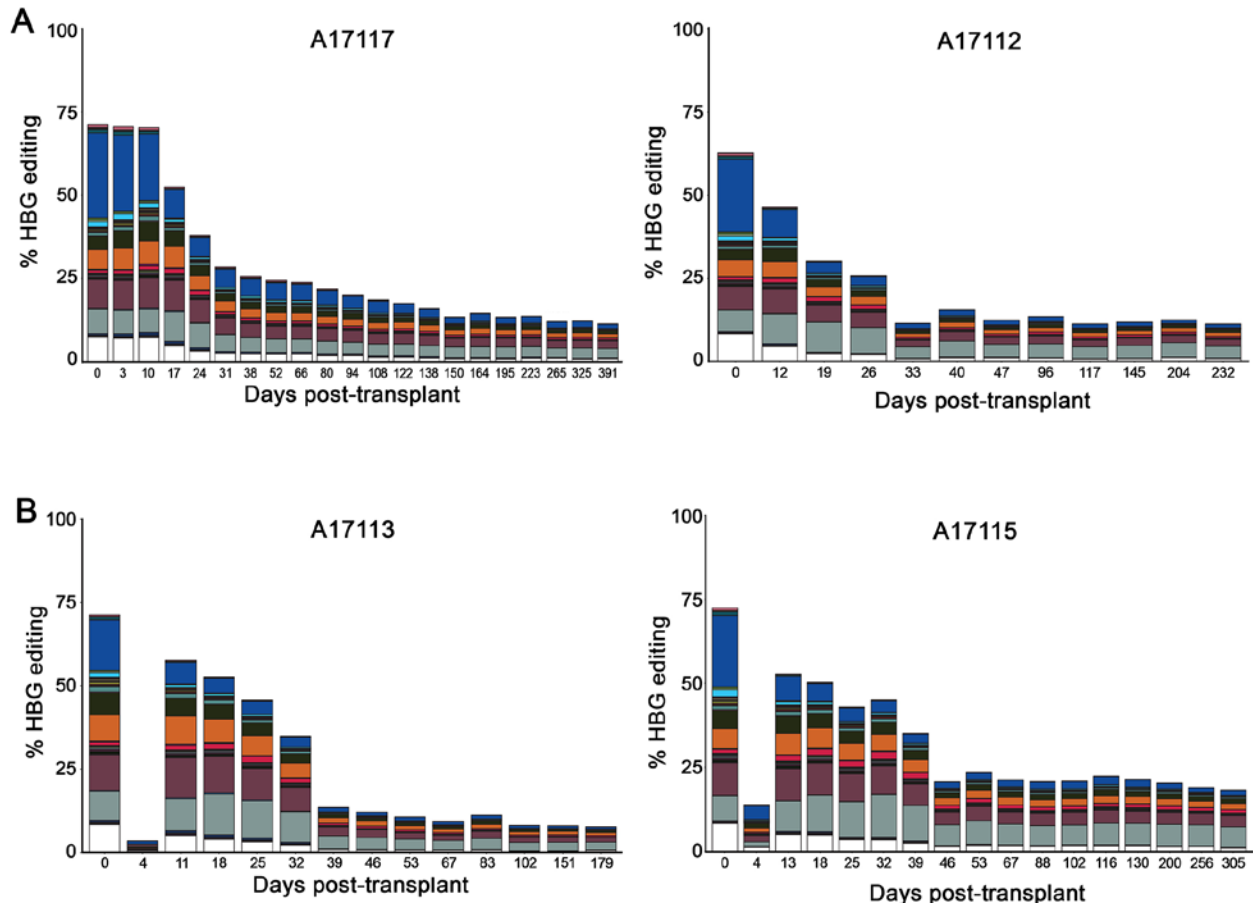 A
A17117
% HBG editing
100
75
50
25
0
0 3 10 17 24 31 38 52 66 80 94 108 122 138 150 164 195 223 265 325 391
Days post-transplant
A17112
% HBG editing
100
75
50
25
0
0 12 19 26 33 40 47 96 117 145 204 232
Days post-transplant
B
A17113
% HBG editing
100
75
50
25
0
0 4 11 18 25 32 39 46 53 67 83 102 151 179
Days post-transplant
A17115
% HBG editing
100
75
50
25
0
0 4 13 18 25 32 39 46 53 67 88 102 116 130 200 256 305
Days post-transplant